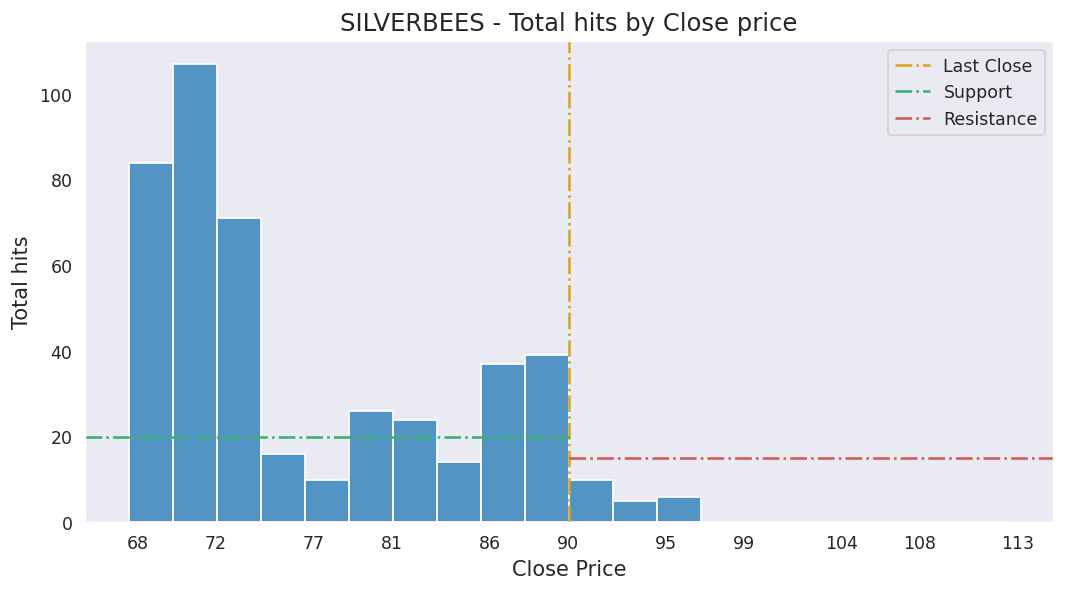 SILVERBEES - Total hits by Close price
Last Close
Support
Resistance
Total hits
100
80
60
40
20
0
68 72 77 81 86 90 95 99 104 108 113
Close Price